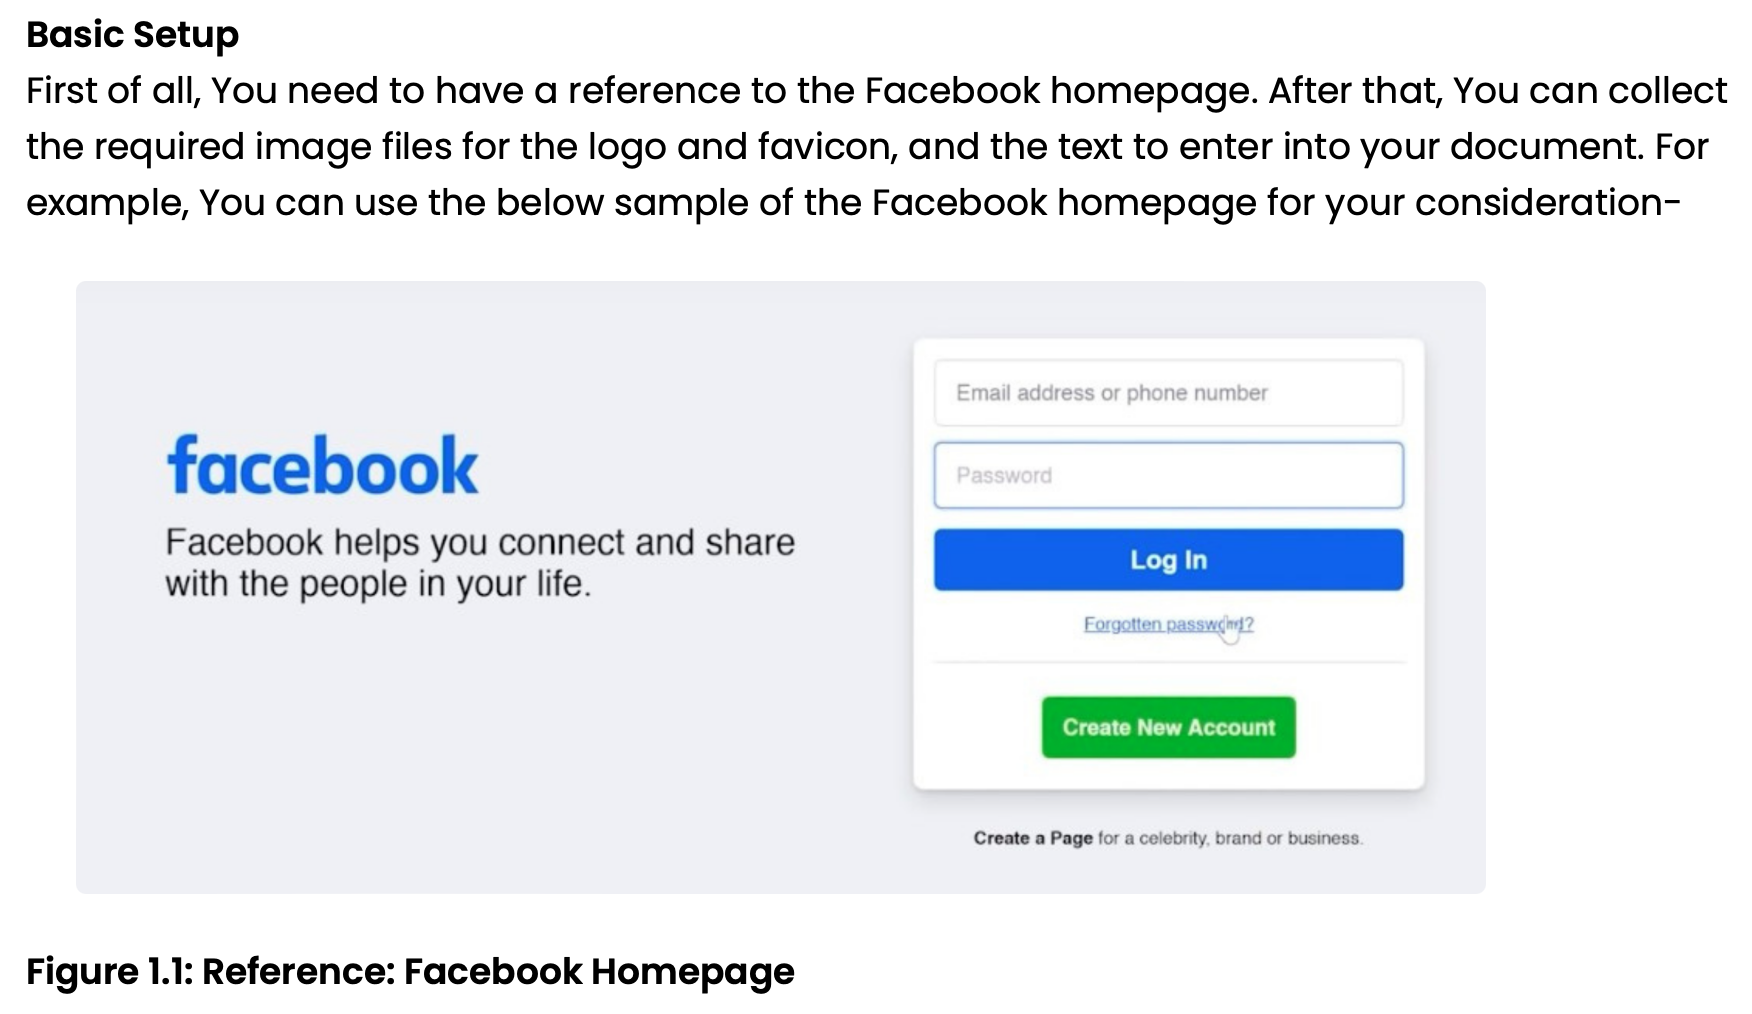 Basic Setup
First of all, You need to have a reference to the Facebook homepage. After that, You can collect
the required image files for the logo and favicon, and the text to enter into your document. For
example, You can use the below sample of the Facebook homepage for your consideration-
facebook
Facebook helps you connect and share
with the people in your life.
Email address or phone number
Password
Log In
Forgotten password?
Create New Account
Create a Page for a celebrity, brand or business.
Figure 1.1: Reference: Facebook Homepage